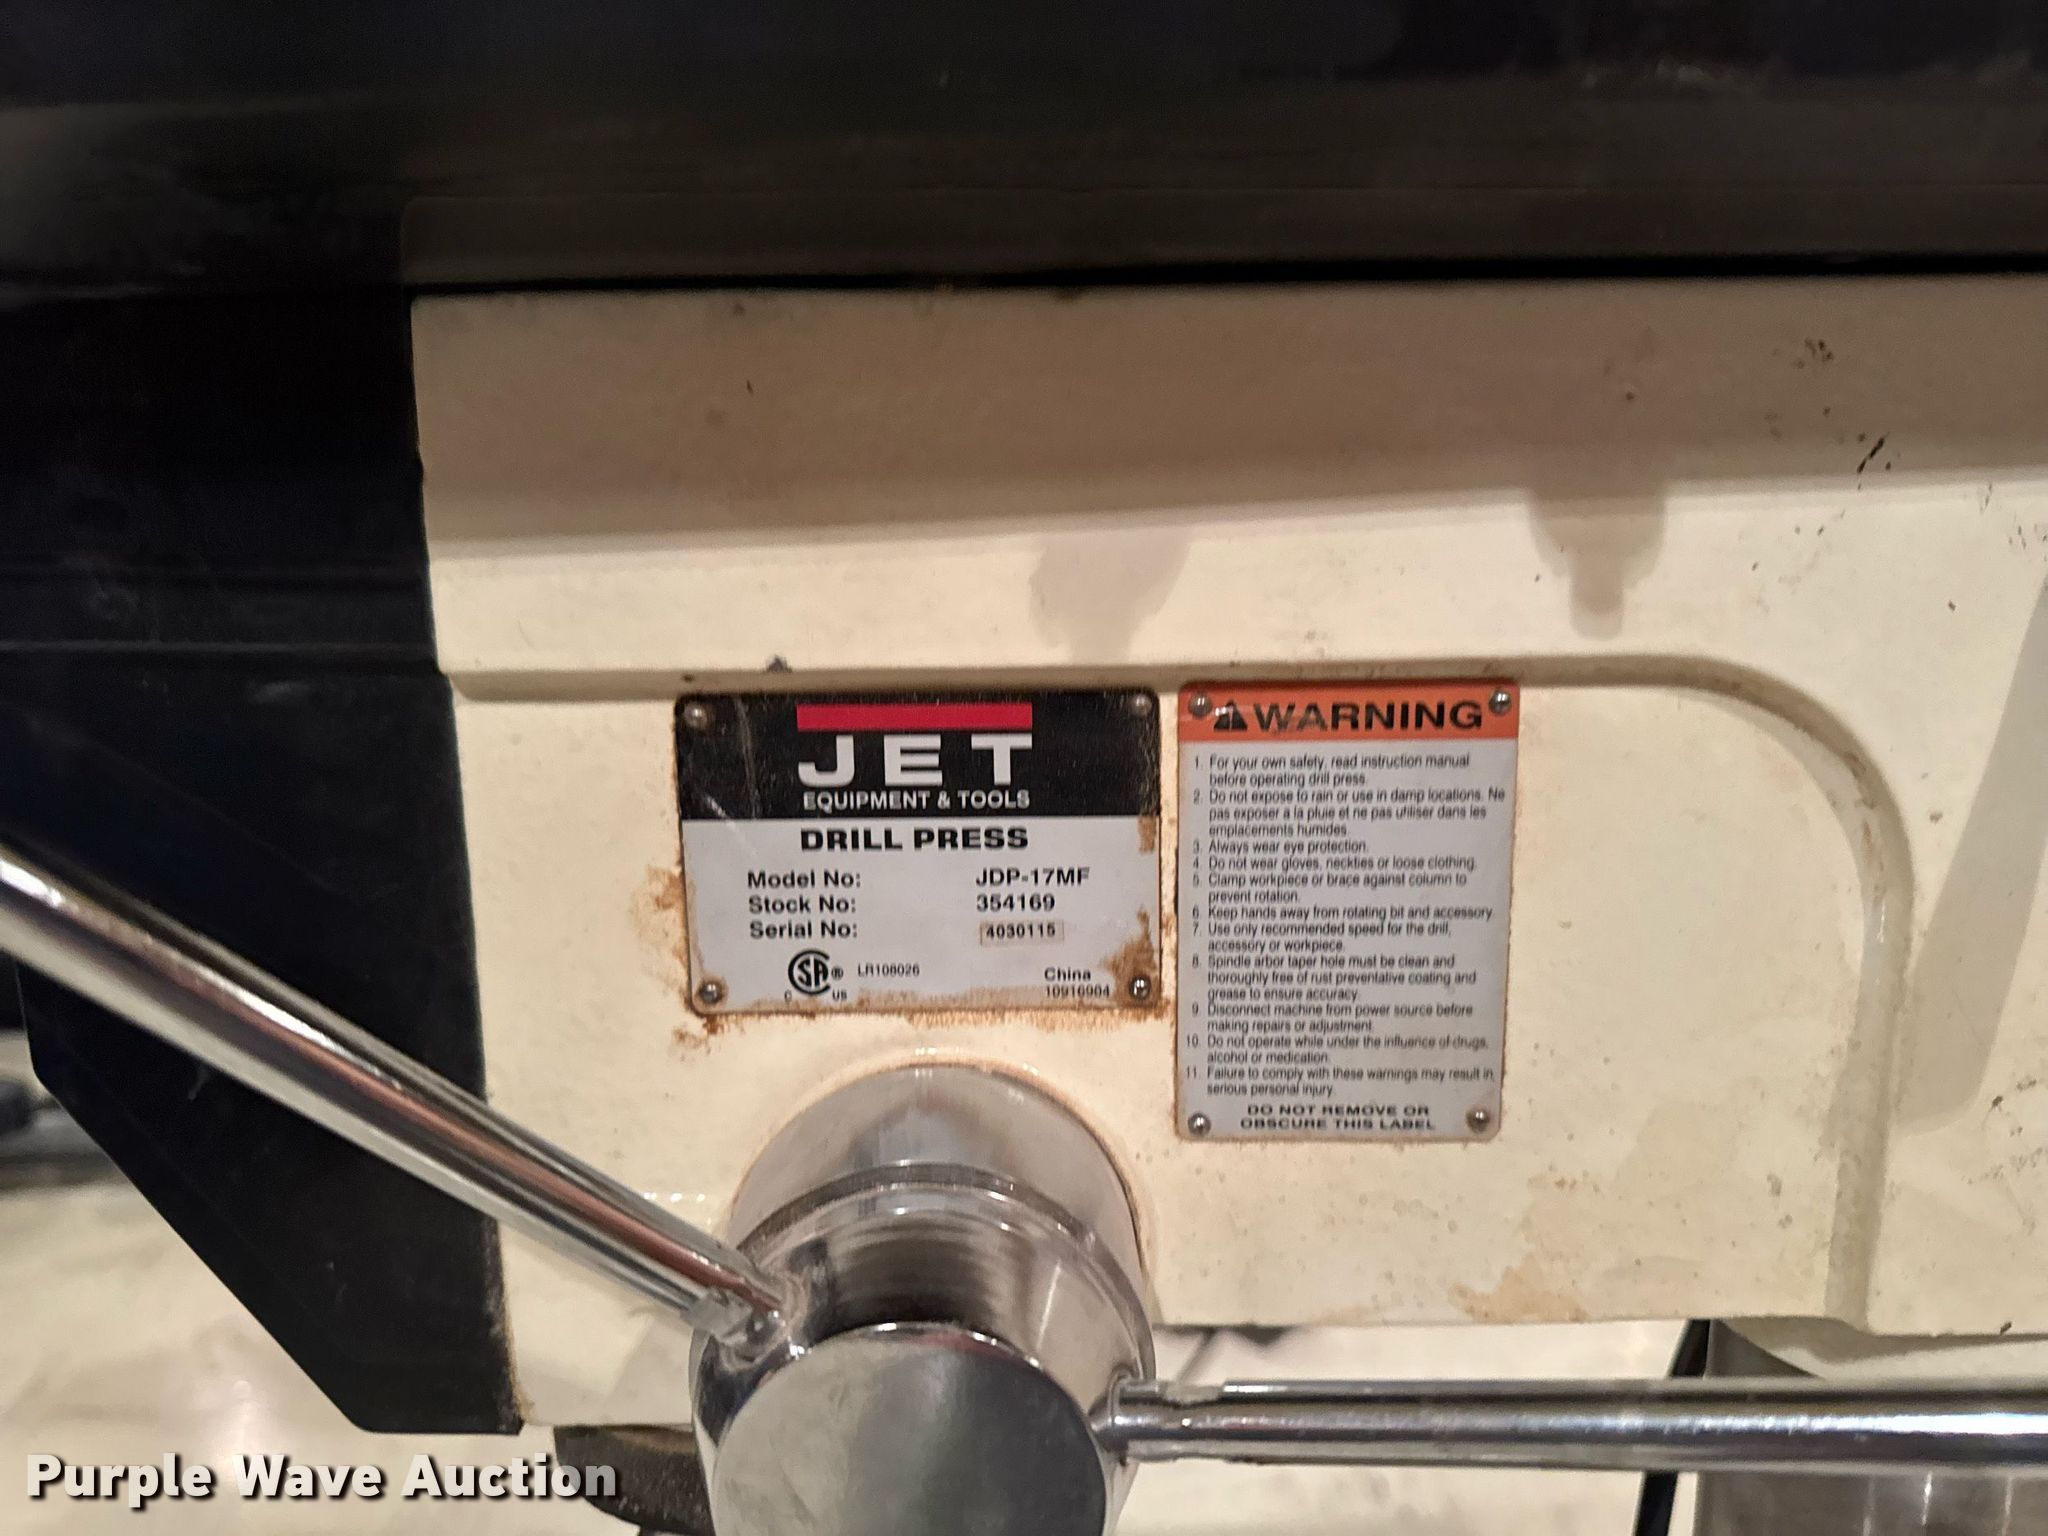 JET
EQUIPMENT & TOOLS
DRILL PRESS
Model No: JDP-17MF
Stock No: 354169
Serial No: 4030115
CSA ® LR108026
C US
China
10916904
WARNING
1. For your own safety, read instruction manual
before operating drill press.
2. Do not expose to rain or use in damp locations. Ne
pas exposer a la pluie et ne pas utiliser dans les
emplacements humides.
3. Always wear eye protection.
4. Do not wear gloves, neckties or loose clothing.
5. Clamp workpiece or brace against column to
prevent rotation.
6. Keep hands away from rotating bit and accessory.
7. Use only recommended speed for the drill,
accessory or workpiece.
8. Spindle arbor taper hole must be clean and
thoroughly free of rust preventative coating and
grease to ensure accuracy.
9. Disconnect machine from power source before
making repairs or adjustment.
10. Do not operate while under the influence of drugs,
alcohol or medication.
11. Failure to comply with these warnings may result in
serious personal injury.
DO NOT REMOVE OR
OBSCURE THIS LABEL
Purple Wave Auction